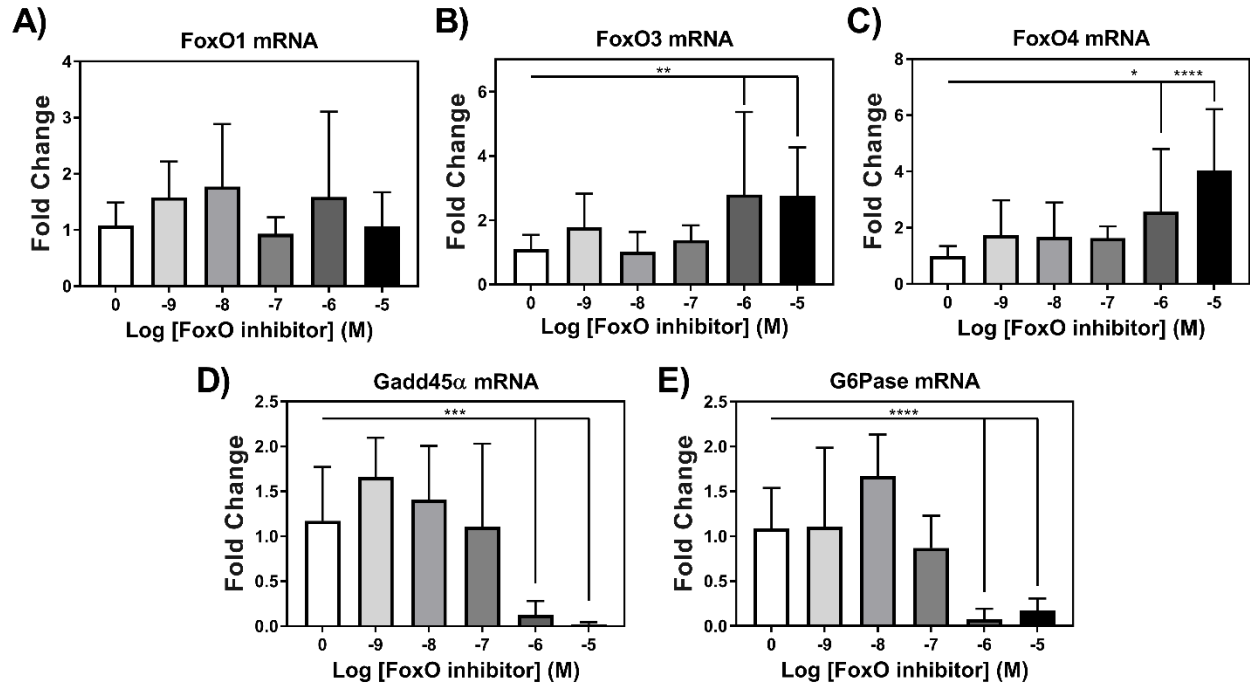 A)
FoxO1 mRNA
Fold Change
4
3
2
1
0
0 -9 -8 -7 -6 -5
Log [FoxO inhibitor] (M)
B)
FoxO3 mRNA
**
Fold Change
6
4
2
0
0 -9 -8 -7 -6 -5
Log [FoxO inhibitor] (M)
C)
FoxO4 mRNA
* ****
Fold Change
8
6
4
2
0
0 -9 -8 -7 -6 -5
Log [FoxO inhibitor] (M)
D)
Gadd45α mRNA
***
Fold Change
2.5
2.0
1.5
1.0
0.5
0.0
0 -9 -8 -7 -6 -5
Log [FoxO inhibitor] (M)
E)
G6Pase mRNA
****
Fold Change
2.5
2.0
1.5
1.0
0.5
0.0
0 -9 -8 -7 -6 -5
Log [FoxO inhibitor] (M)